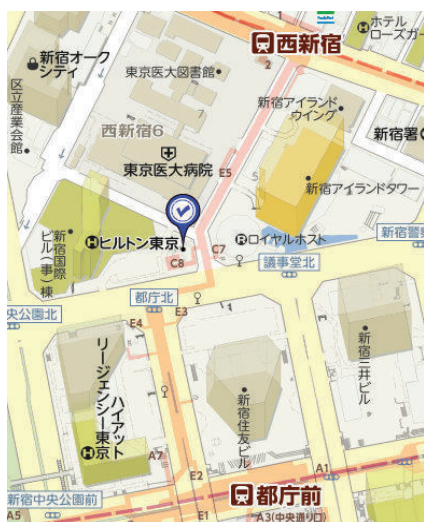 ホテル
ローズガー
西新宿
2
新宿オーク
シティ
東京医大図書館
区立産業会館
新宿アイランド
ウイング
新宿署
7
西新宿6
東京医大病院
E5
5
新宿アイランドタワー
新宿国際
ビル(事)棟
ヒルトン東京
C8
C7
ロイヤルホスト
新宿警察
議事堂北
央公園北
都庁北
1
E3
1
E4
ハイアット
リージェンシー東京
新宿住友ビル
新宿三井ビル
A7
E2
A1
新宿中央公園前
都庁前
A5
E1
A3(中央通り口)